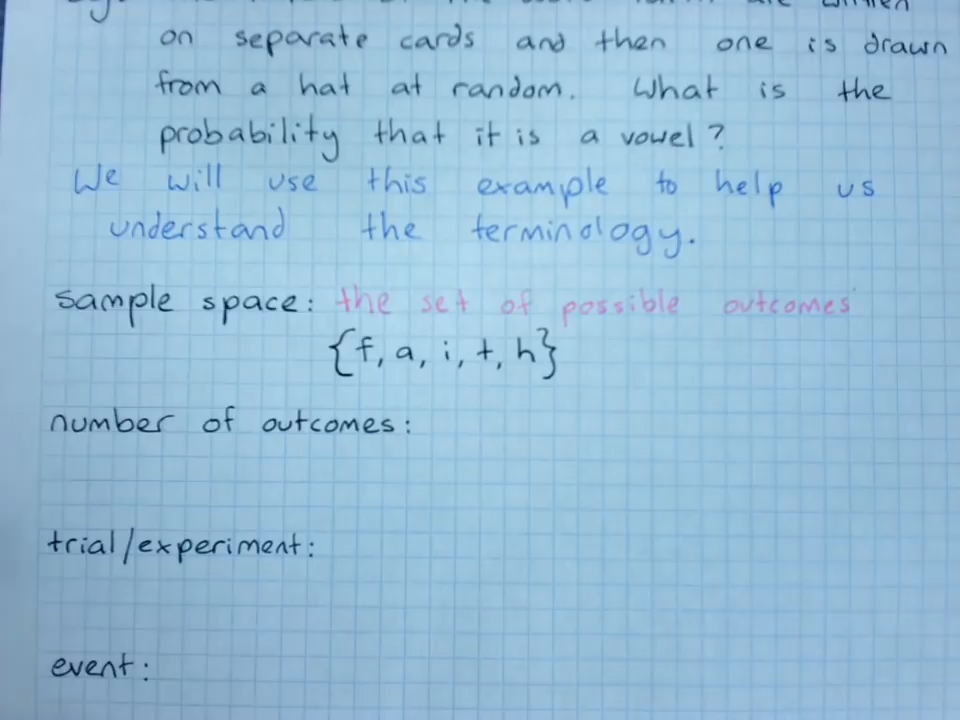 written
on separate cards and then one is drawn
from a hat at random. What is the
probability that it is a vowel?
We will use this example to help us
understand the terminology.
sample space: the set of possible outcomes
{f, a, i, t, h}
number of outcomes:
trial/experiment:
event: